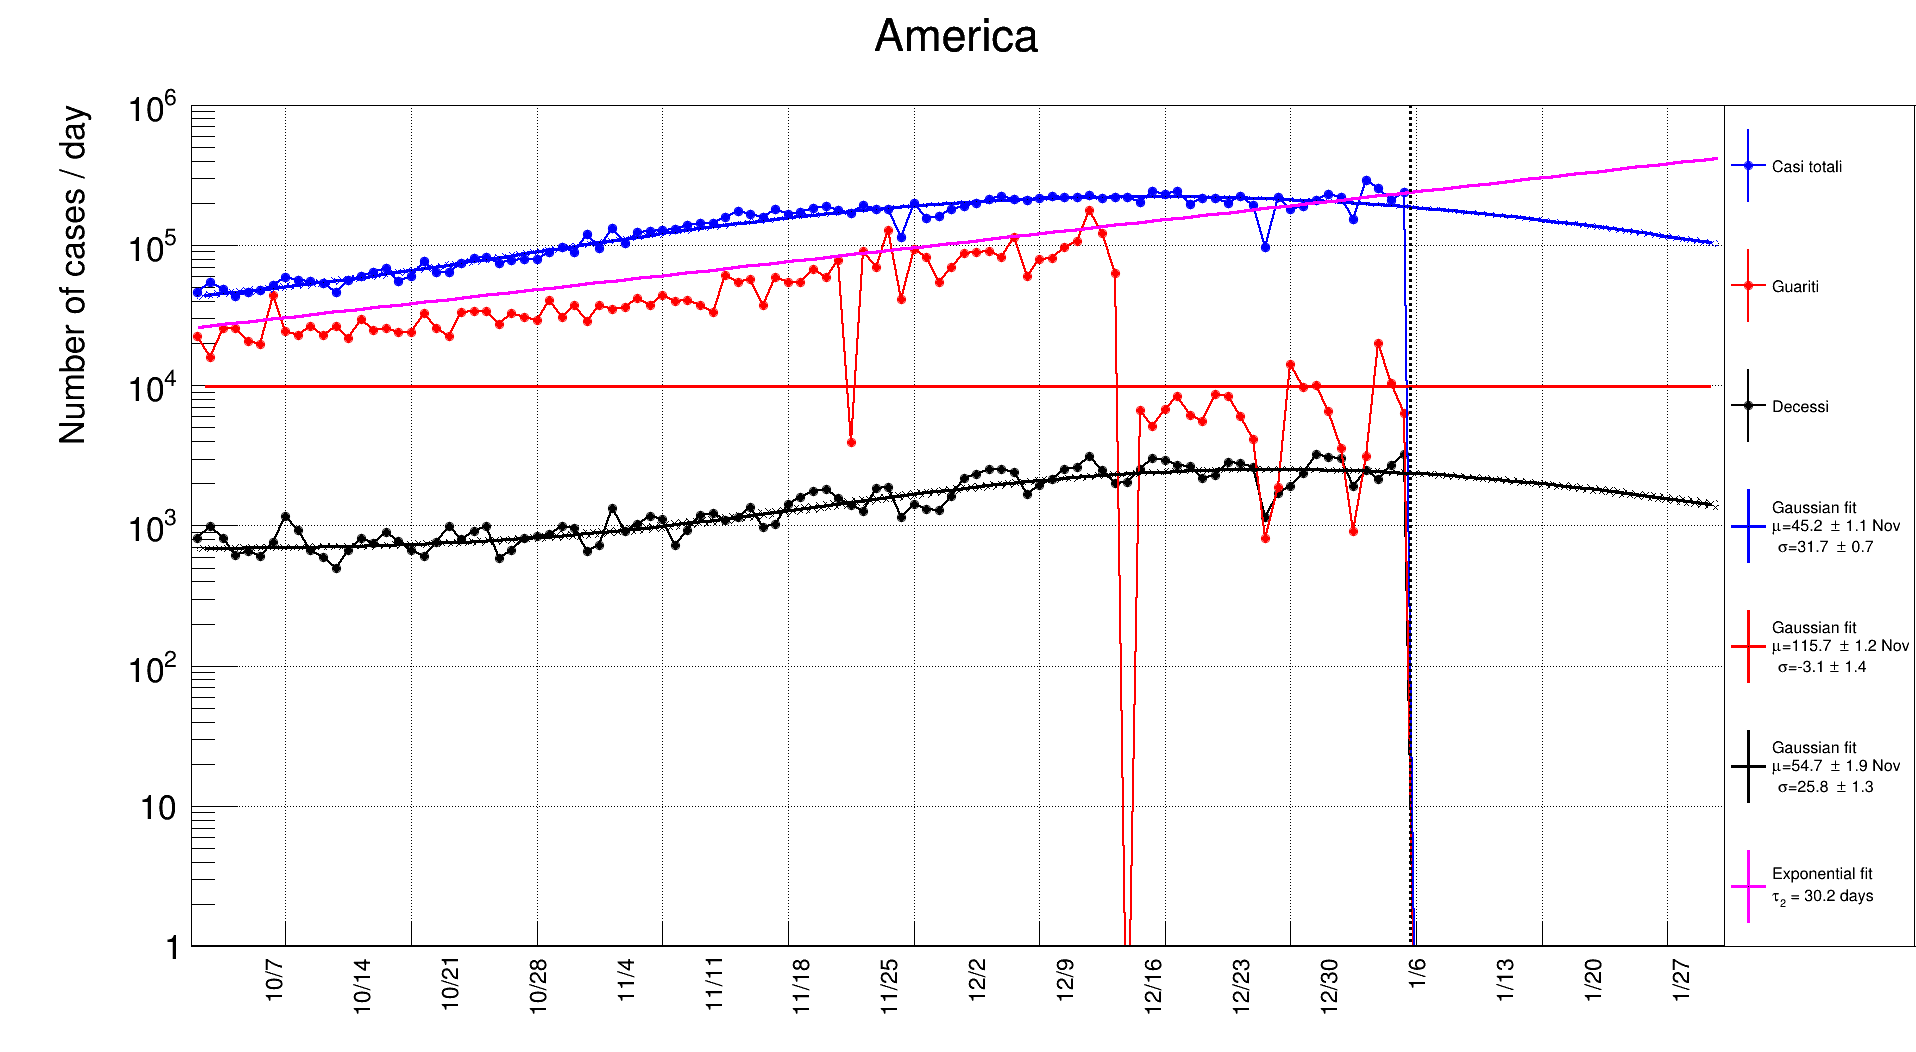 America
Number of cases / day
10^6
10^5
10^4
10^3
10^2
10
1
10/7
10/14
10/21
10/28
11/4
11/11
11/18
11/25
12/2
12/9
12/16
12/23
12/30
1/6
1/13
1/20
1/27
Casi totali
Guariti
Decessi
Gaussian fit
μ=45.2 ± 1.1 Nov
σ=31.7 ± 0.7
Gaussian fit
μ=115.7 ± 1.2 Nov
σ=-3.1 ± 1.4
Gaussian fit
μ=54.7 ± 1.9 Nov
σ=25.8 ± 1.3
Exponential fit
τ₂ = 30.2 days